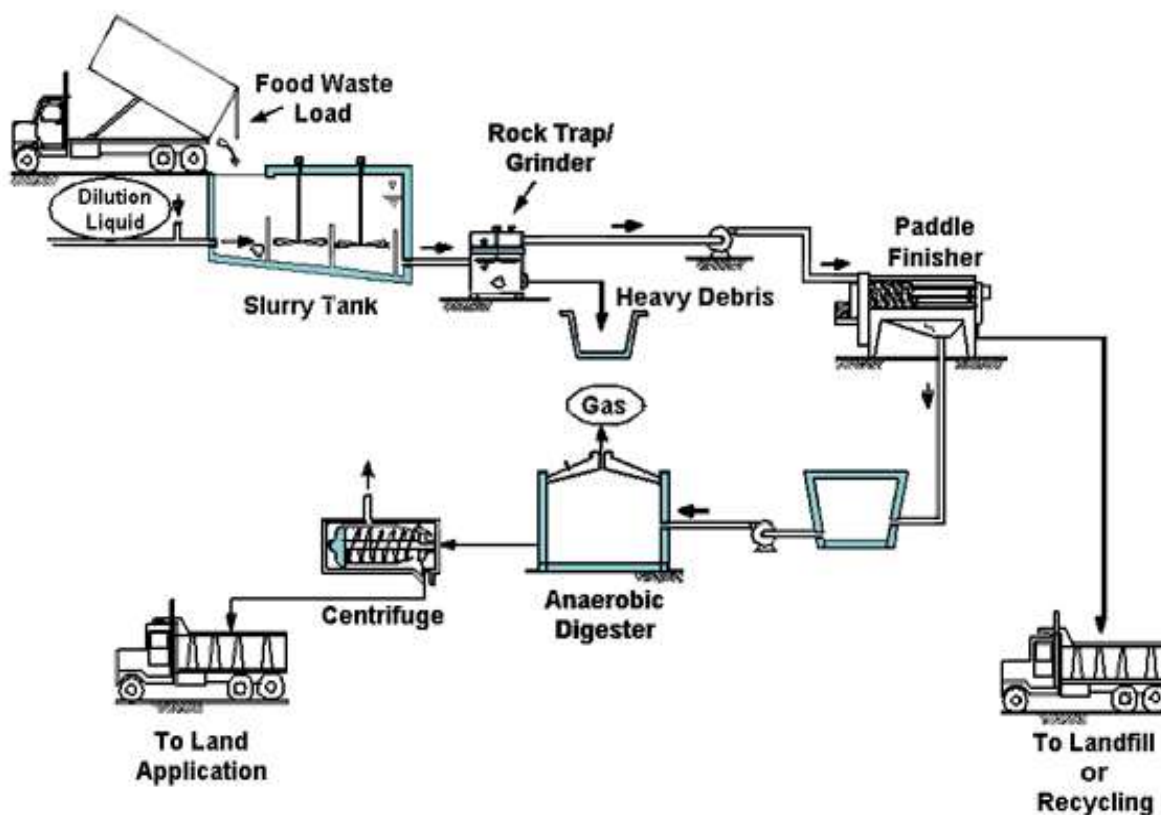 Food Waste
Load
Rock Trap/
Grinder
Dilution
Liquid
Paddle
Finisher
Slurry Tank
Heavy Debris
Gas
Centrifuge
Anaerobic
Digester
To Land
Application
To Landfill
or
Recycling